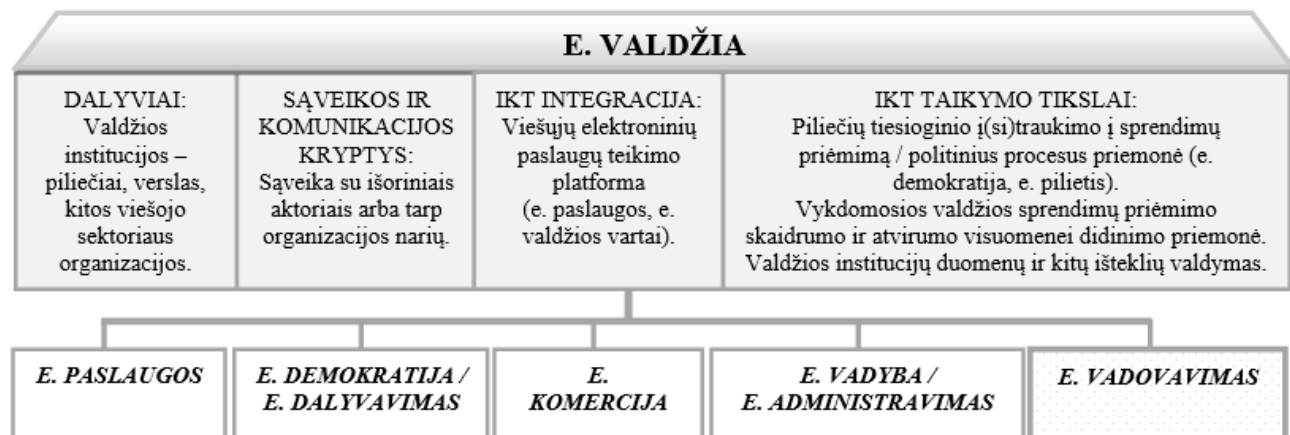 E. VALDŽIA
DALYVIAI:
Valdžios
institucijos –
piliečiai, verslas,
kitos viešojo
sektoriaus
organizacijos.
SĄVEIKOS IR
KOMUNIKACIJOS
KRYPTYS:
Sąveika su išoriniais
aktoriais arba tarp
organizacijos narių.
IKT INTEGRACIJA:
Viešųjų elektroninių
paslaugų teikimo
platforma
(e. paslaugos, e.
valdžios vartai).
IKT TAIKYMO TIKSLAI:
Piliečių tiesioginio į(si)traukimo į sprendimų
priėmimą / politinius procesus priemonė (e.
demokratija, e. pilietis).
Vykdomosios valdžios sprendimų priėmimo
skaidrumo ir atvirumo visuomenei didinimo priemonė.
Valdžios institucijų duomenų ir kitų išteklių valdymas.
E. PASLAUGOS
E. DEMOKRATIJA /
E. DALYVAVIMAS
E.
KOMERCIJA
E. VADYBA /
E. ADMINISTRAVIMAS
E. VADOVAVIMAS